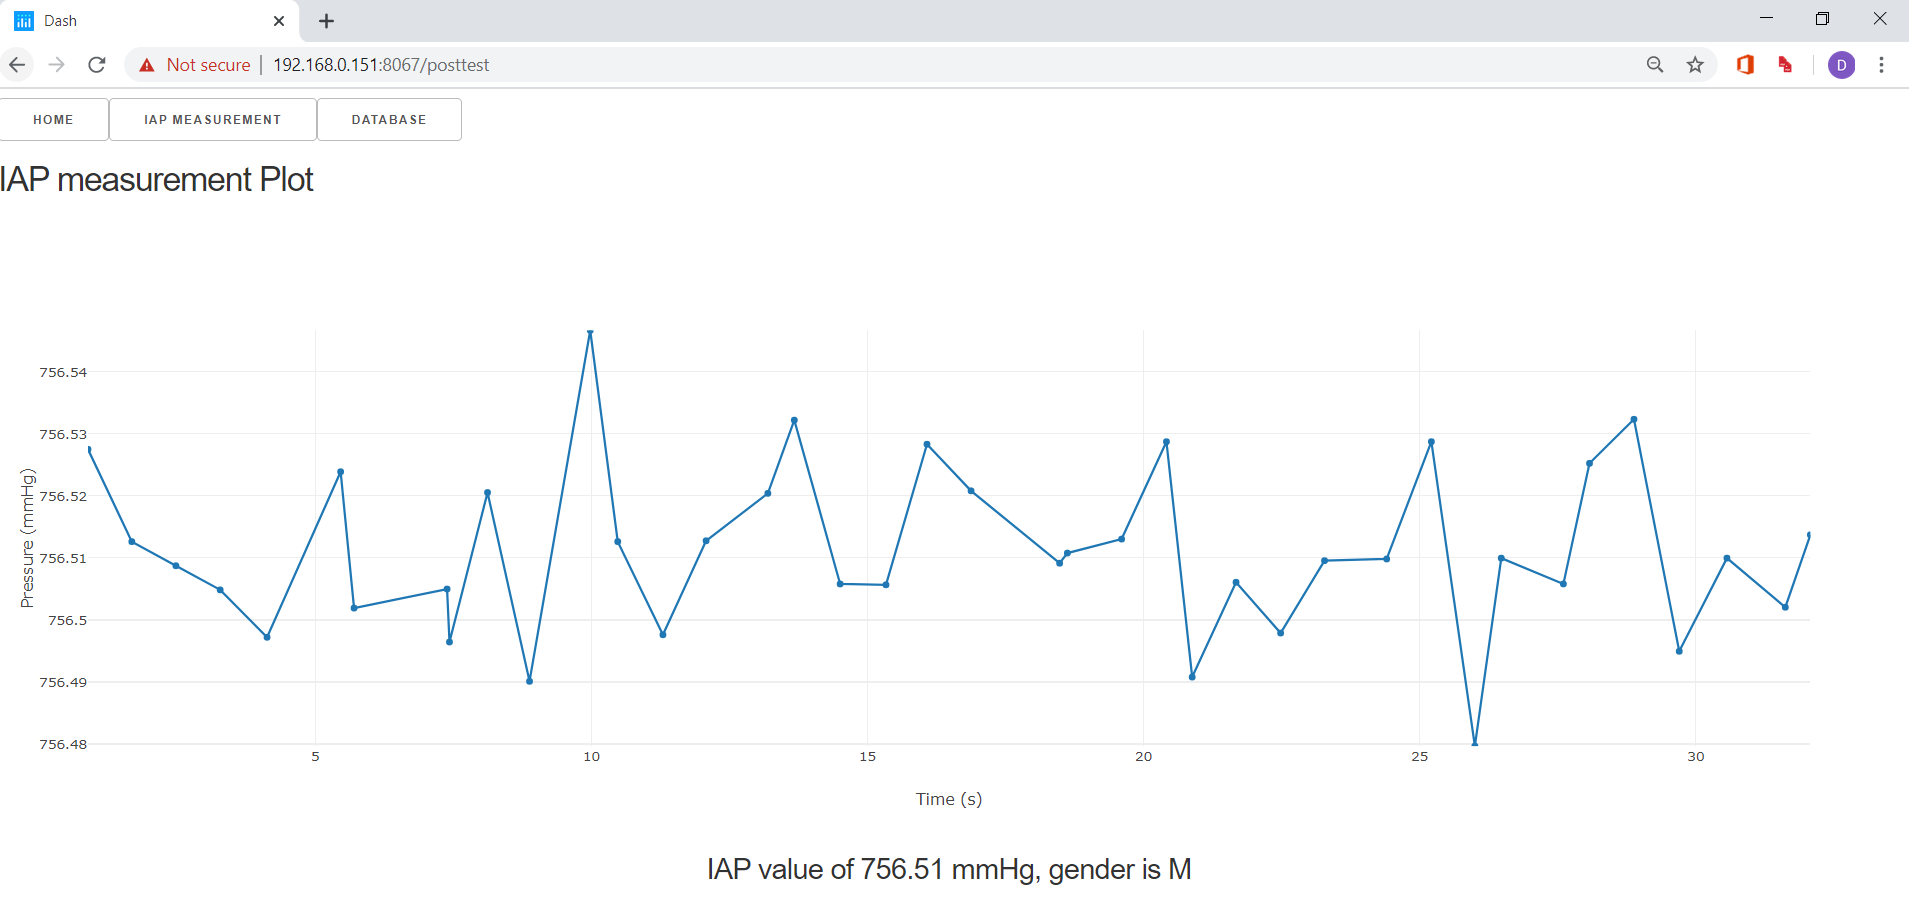 Dash
Not secure 192.168.0.151:8067/posttest
D
HOME IAP MEASUREMENT DATABASE
IAP measurement Plot
756.54
756.53
756.52
756.51
756.5
756.49
756.48
Pressure (mmHg)
5 10 15 20 25 30
Time (s)
IAP value of 756.51 mmHg, gender is M